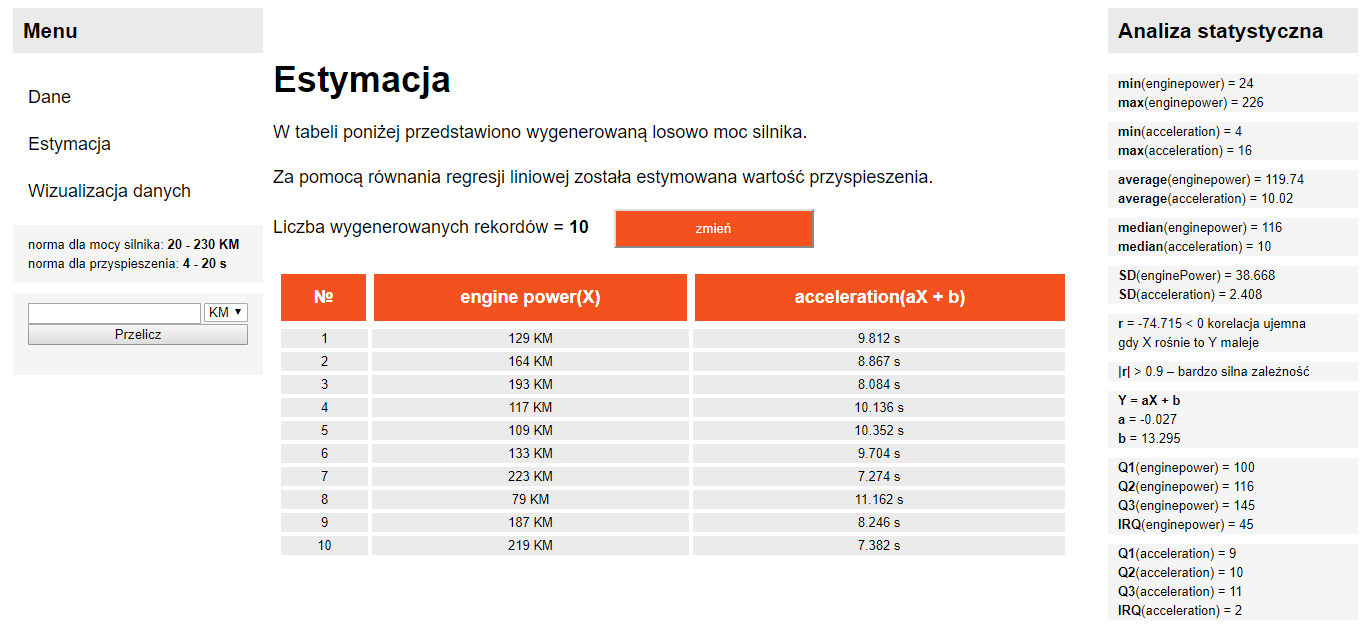 Menu
Dane
Estymacja
Wizualizacja danych
norma dla mocy silnika: 20 - 230 KM
norma dla przyspieszenia: 4 - 20 s
KM ▼
Przelicz
Estymacja
W tabeli poniżej przedstawiono wygenerowaną losowo moc silnika.
Za pomocą równania regresji liniowej została estymowana wartość przyspieszenia.
Liczba wygenerowanych rekordów = 10 zmień
№ engine power(X) acceleration(aX + b)
1 129 KM 9.812 s
2 164 KM 8.867 s
3 193 KM 8.084 s
4 117 KM 10.136 s
5 109 KM 10.352 s
6 133 KM 9.704 s
7 223 KM 7.274 s
8 79 KM 11.162 s
9 187 KM 8.246 s
10 219 KM 7.382 s
Analiza statystyczna
min(enginepower) = 24
max(enginepower) = 226
min(acceleration) = 4
max(acceleration) = 16
average(enginepower) = 119.74
average(acceleration) = 10.02
median(enginepower) = 116
median(acceleration) = 10
SD(enginePower) = 38.668
SD(acceleration) = 2.408
r = -74.715 < 0 korelacja ujemna
gdy X rośnie to Y maleje
|r| > 0.9 – bardzo silna zależność
Y = aX + b
a = -0.027
b = 13.295
Q1(enginepower) = 100
Q2(enginepower) = 116
Q3(enginepower) = 145
IRQ(enginepower) = 45
Q1(acceleration) = 9
Q2(acceleration) = 10
Q3(acceleration) = 11
IRQ(acceleration) = 2